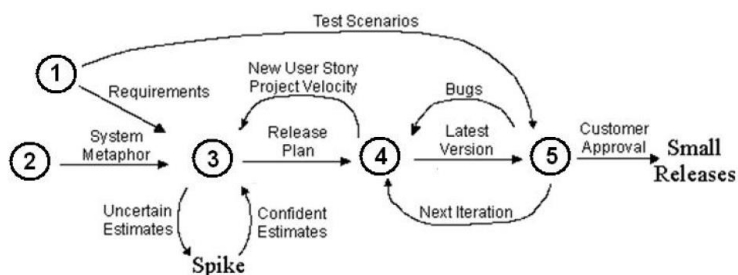 Test Scenarios
1
Requirements
New User Story
Project Velocity
Bugs
2
System
Metaphor
3
Release
Plan
4
Latest
Version
5
Customer
Approval
Small
Releases
Uncertain
Estimates
Confident
Estimates
Next Iteration
Spike